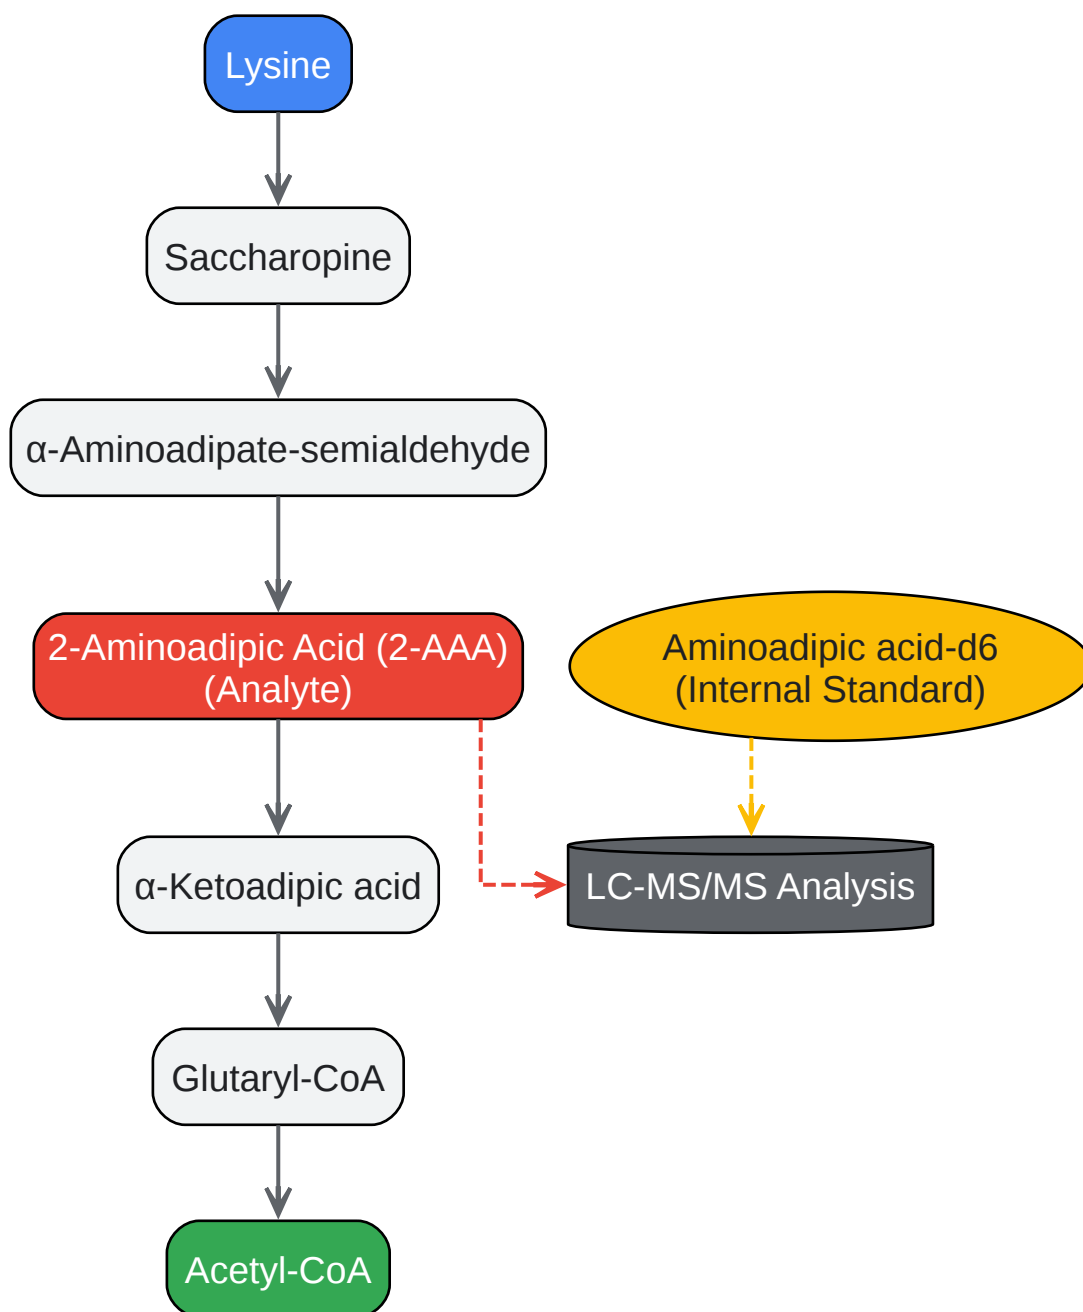 Lysine
Saccharopine
α-Aminoadipate-semialdehyde
2-Aminoadipic Acid (2-AAA)
(Analyte)
Aminoadipic acid-d6
(Internal Standard)
α-Ketoadipic acid
LC-MS/MS Analysis
Glutaryl-CoA
Acetyl-CoA